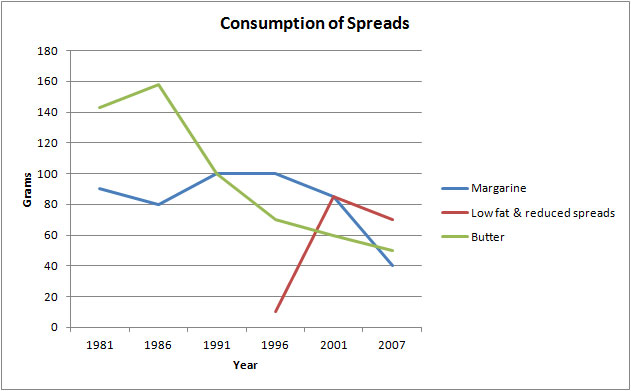 Consumption of Spreads
180
160
140
120
100
80
60
40
20
0
Grams
1981 1986 1991 1996 2001 2007
Year
Margarine
Low fat & reduced spreads
Butter